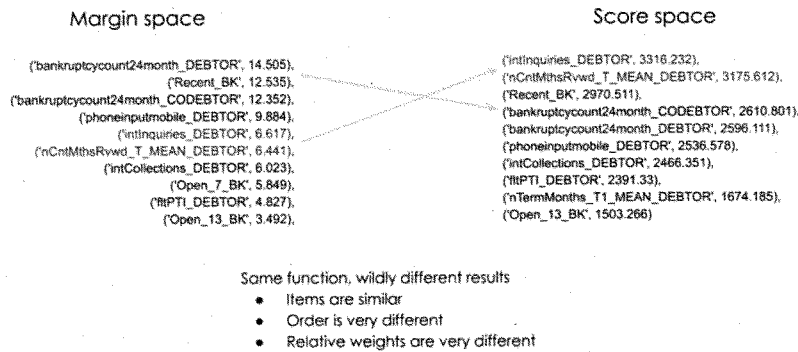 Margin space
('bankruptcycount24month_DEBTOR', 14.505),
('Recent_BK', 12.535),
('bankruptcycount24month_CODEBTOR', 12.352),
('phoneinputmobile_DEBTOR', 9.884),
('intInquiries_DEBTOR', 6.617),
('nCntMthsRvwd_T_MEAN_DEBTOR', 6.441),
('intCollections_DEBTOR', 6.023),
('Open_7_BK', 5.849),
('fltPTI_DEBTOR', 4.827),
('Open_13_BK', 3.492),
Score space
('intInquiries_DEBTOR', 3316.232),
('nCntMthsRvwd_T_MEAN_DEBTOR', 3175.612),
('Recent_BK', 2970.511),
('bankruptcycount24month_CODEBTOR', 2610.801),
('bankruptcycount24month_DEBTOR', 2596.111),
('phoneinputmobile_DEBTOR', 2536.578),
('intCollections_DEBTOR', 2466.351),
('fltPTI_DEBTOR', 2391.33),
('nTermMonths_T1_MEAN_DEBTOR', 1674.185),
('Open_13_BK', 1503.266)
Same function, wildly different results
● Items are similar
● Order is very different
● Relative weights are very different